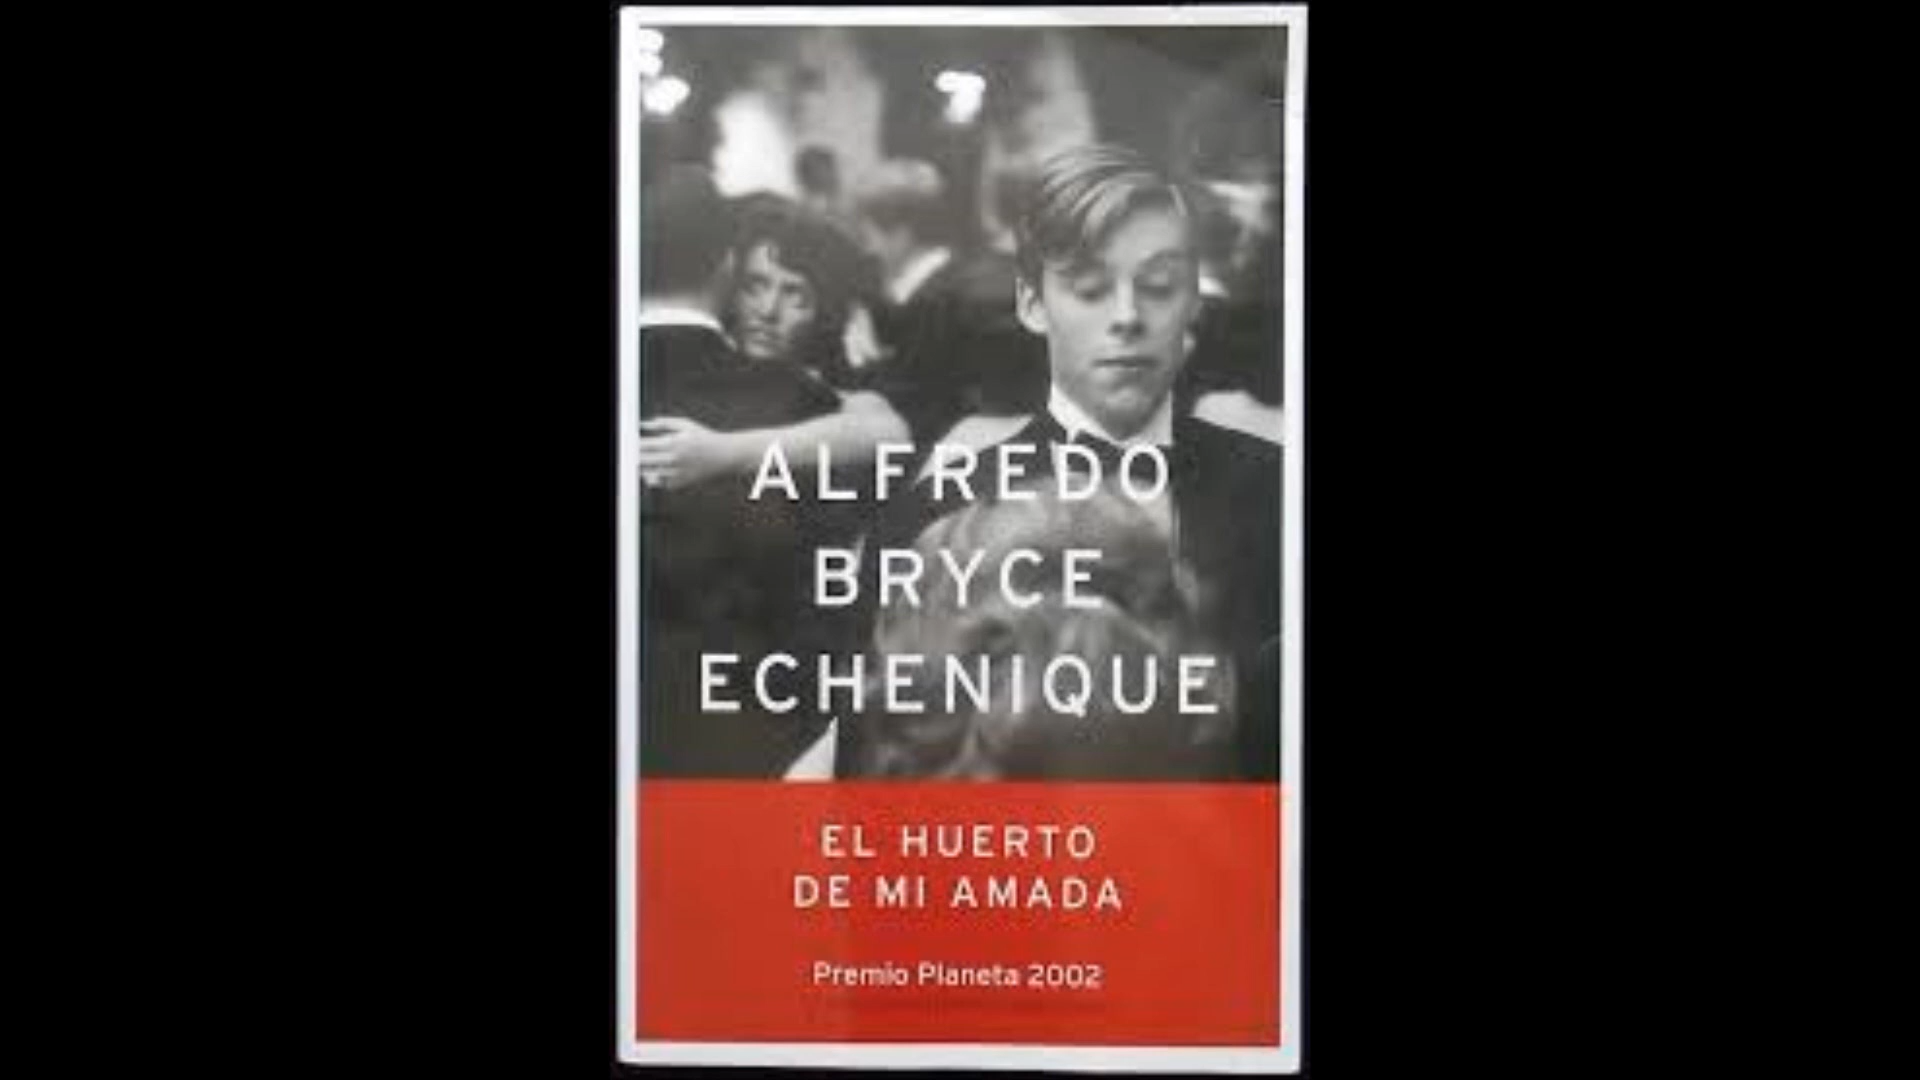 ALFREDO
BRYCE
ECHENIQUE
EL HUERTO
DE MI AMADA
Premio Planeta 2002